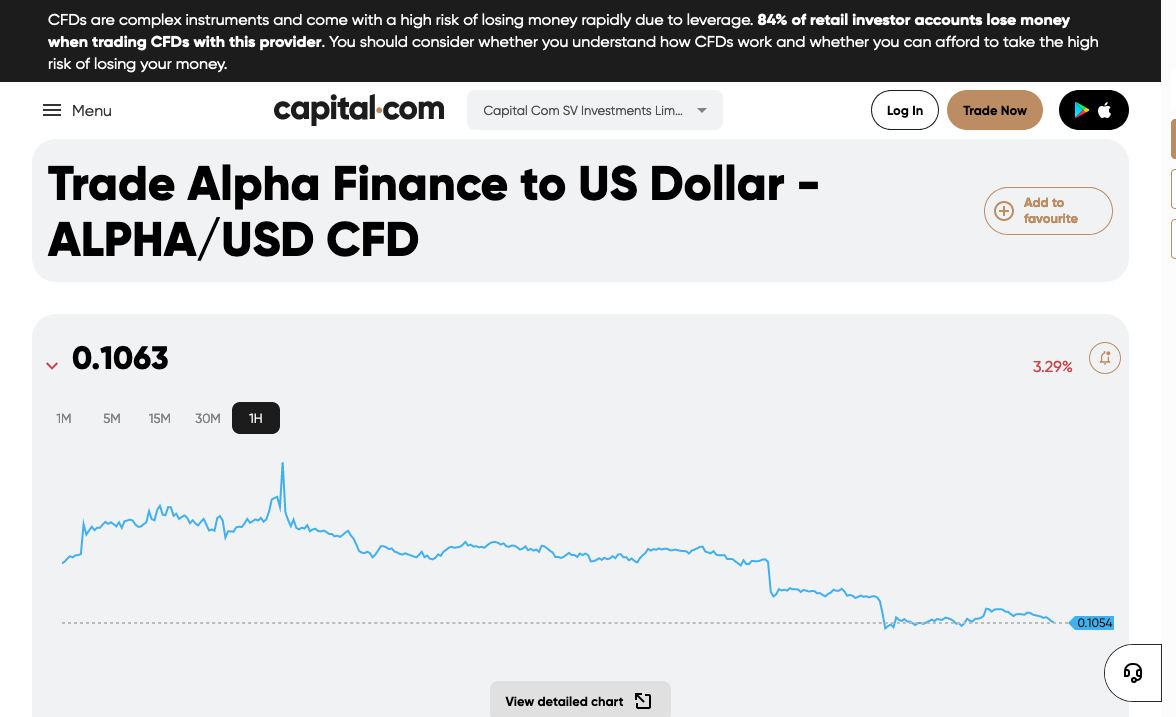 CFDs are complex instruments and come with a high risk of losing money rapidly due to leverage. 84% of retail investor accounts lose money
when trading CFDs with this provider. You should consider whether you understand how CFDs work and whether you can afford to take the high
risk of losing your money.
Menu
capital.com
Capital Com SV Investments Lim...
Log In
Trade Now
Trade Alpha Finance to US Dollar -
ALPHA/USD CFD
Add to
favourite
0.1063
3.29%
1M 5M 15M 30M 1H
0.1054
View detailed chart